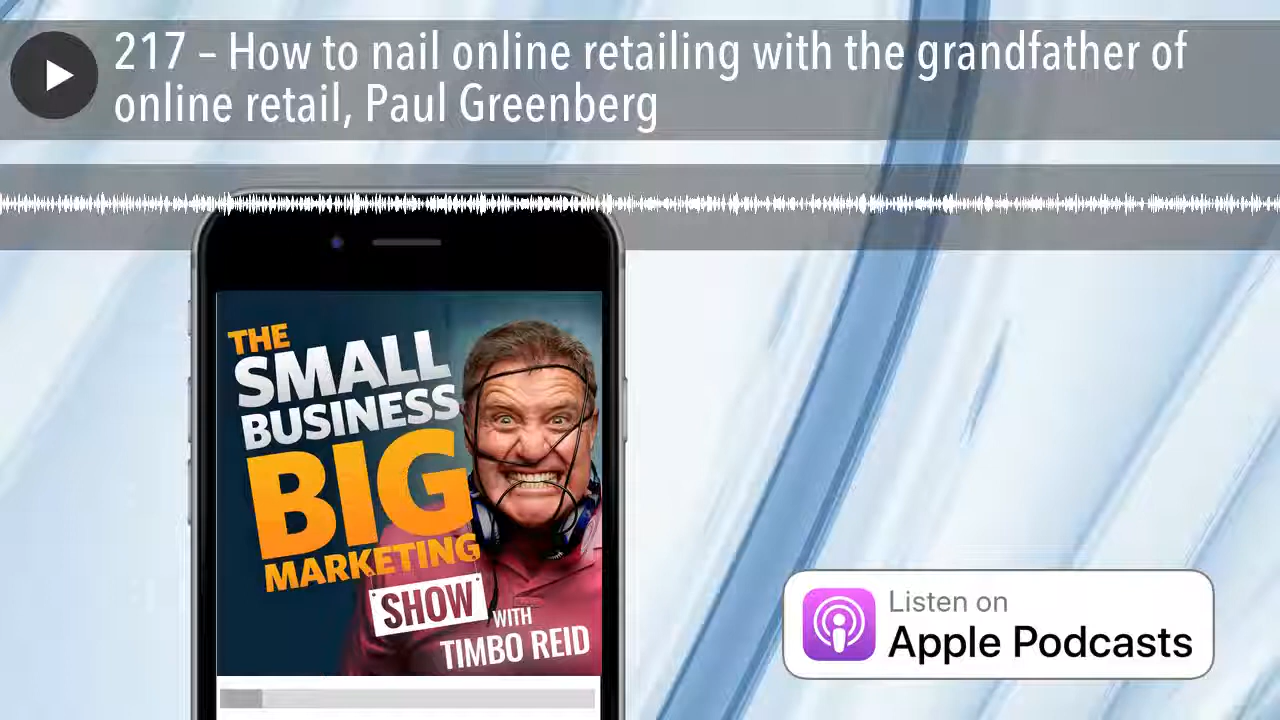 217 – How to nail online retailing with the grandfather of
online retail, Paul Greenberg
THE
SMALL
BUSINESS
BIG
MARKETING
SHOW
WITH
TIMBO REID
Listen on
Apple Podcasts